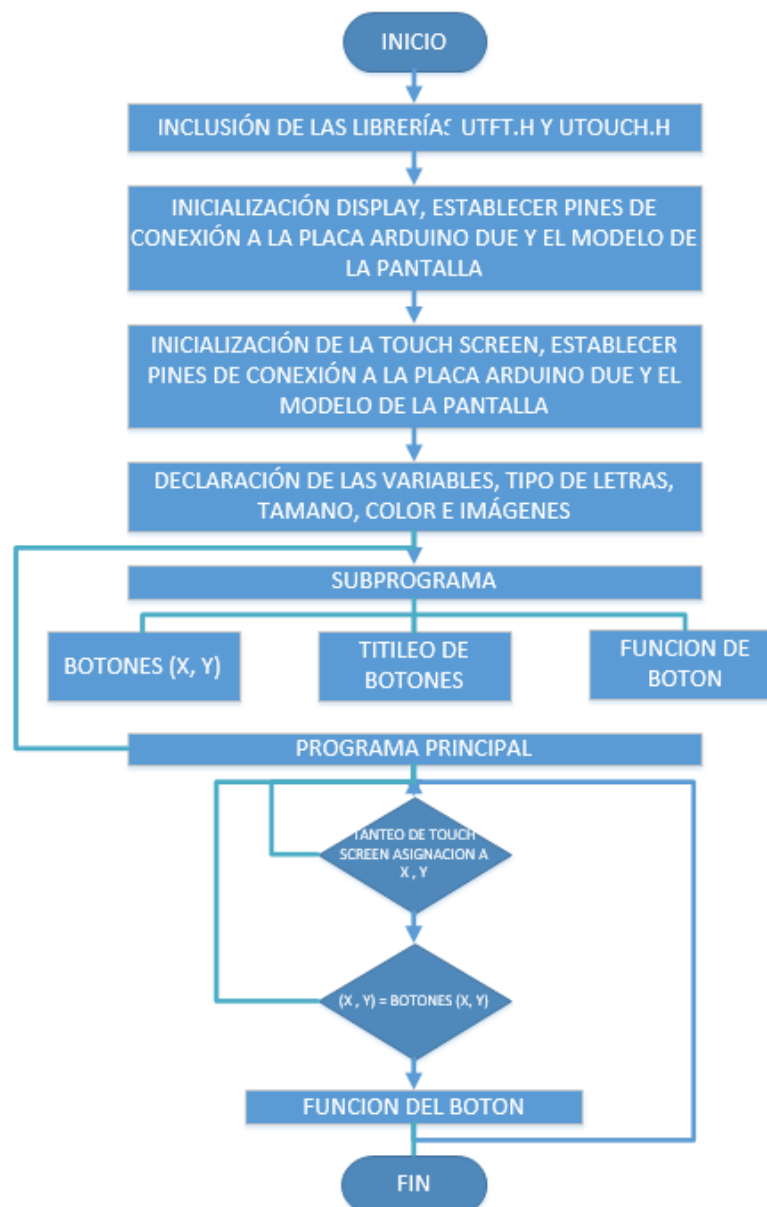 INICIO
INCLUSIÓN DE LAS LIBRERÍAS UTFT.H Y UTOUCH.H
INICIALIZACIÓN DISPLAY, ESTABLECER PINES DE
CONEXIÓN A LA PLACA ARDUINO DUE Y EL MODELO DE
LA PANTALLA
INICIALIZACIÓN DE LA TOUCH SCREEN, ESTABLECER
PINES DE CONEXIÓN A LA PLACA ARDUINO DUE Y EL
MODELO DE LA PANTALLA
DECLARACIÓN DE LAS VARIABLES, TIPO DE LETRAS,
TAMANO, COLOR E IMÁGENES
SUBPROGRAMA
BOTONES (X, Y)
TITILEO DE
BOTONES
FUNCION DE
BOTON
PROGRAMA PRINCIPAL
TANTEO DE TOUCH
SCREEN ASIGNACION A
X , Y
(X , Y) = BOTONES (X, Y)
FUNCION DEL BOTON
FIN